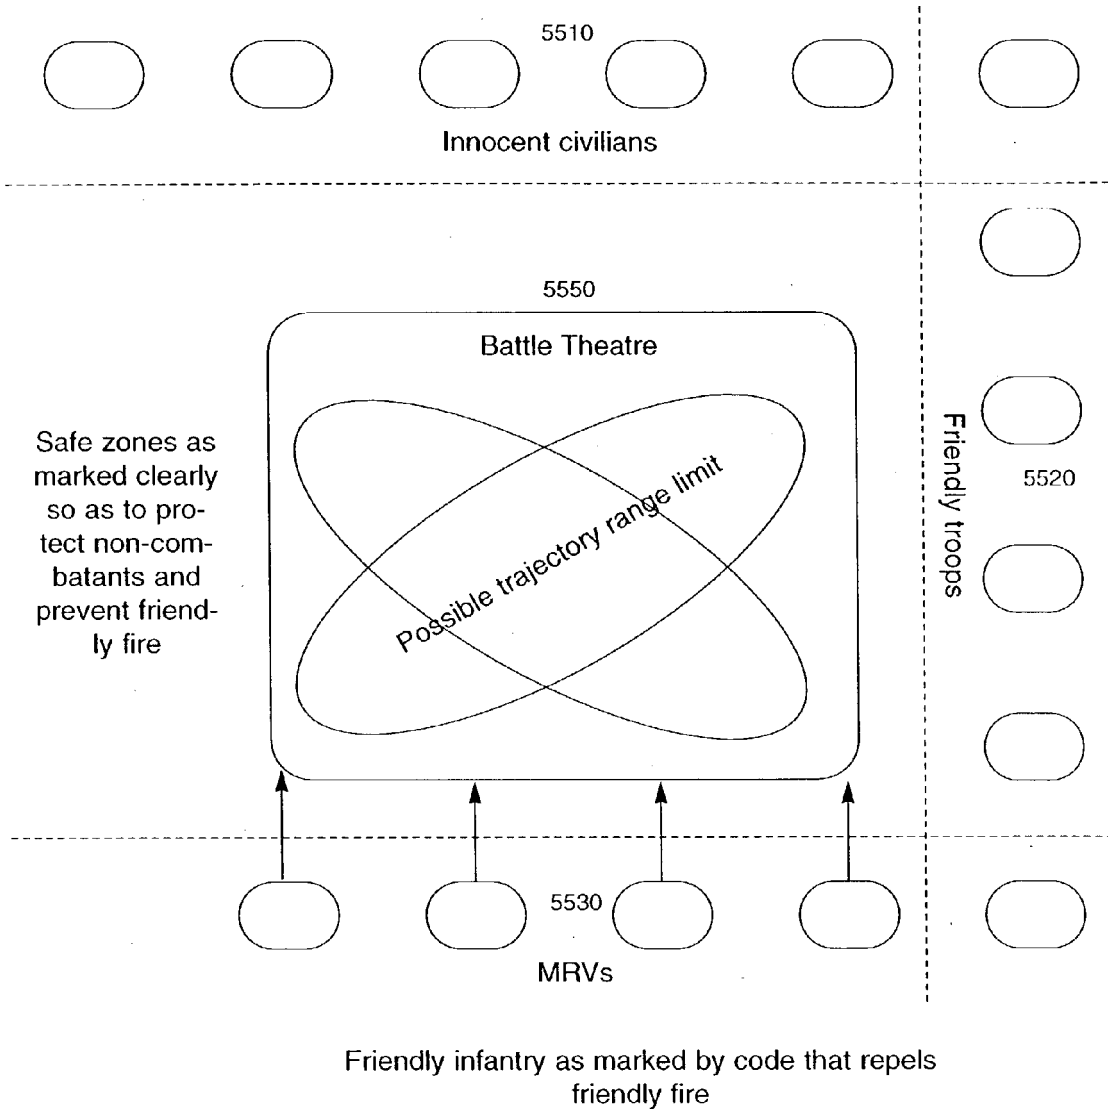 5510
Innocent civilians
5550
Battle Theatre
Possible trajectory range limit
Safe zones as
marked clearly
so as to pro-
tect non-com-
batants and
prevent friend-
ly fire
Friendly troops
5520
5530
MRVs
Friendly infantry as marked by code that repels
friendly fire